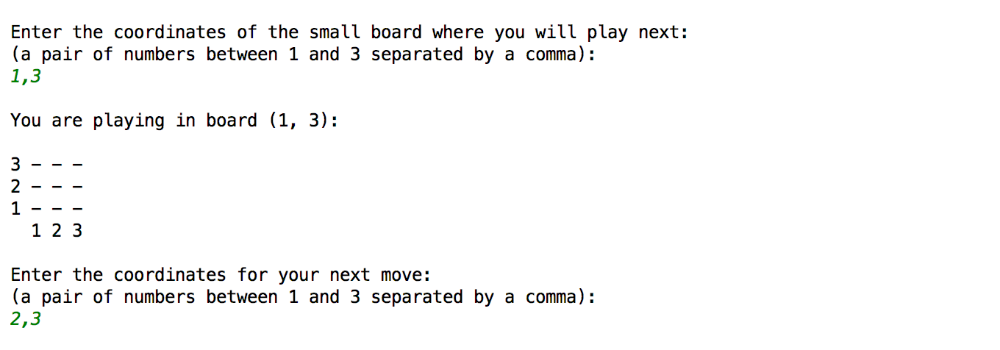 Enter the coordinates of the small board where you will play next:
(a pair of numbers between 1 and 3 separated by a comma):
1,3
You are playing in board (1, 3):
3 - - -
2 - - -
1 - - -
  1 2 3
Enter the coordinates for your next move:
(a pair of numbers between 1 and 3 separated by a comma):
2,3